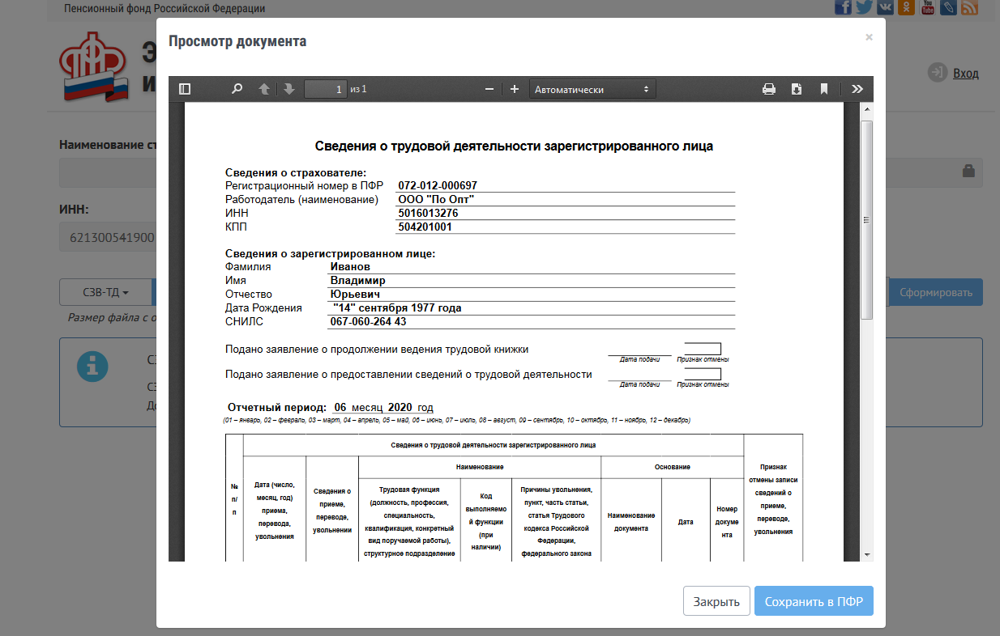 Пенсионный фонд Российской Федерации
Э
И
Вход
Наименование ст
ИНН:
621300541900
СЗВ-ТД
Сформировать
Размер файла с о
СЗ
СЗ
До
Просмотр документа
×
1 из 1
Автоматически
Сведения о трудовой деятельности зарегистрированного лица
Сведения о страхователе:
Регистрационный номер в ПФР 072-012-000697
Работодатель (наименование) ООО "По Опт"
ИНН 5016013276
КПП 504201001
Сведения о зарегистрированном лице:
Фамилия Иванов
Имя Владимир
Отчество Юрьевич
Дата Рождения "14" сентября 1977 года
СНИЛС 067-060-264 43
Подано заявление о продолжении ведения трудовой книжки
Дата подачи Признак отмены
Подано заявление о предоставлении сведений о трудовой деятельности
Дата подачи Признак отмены
Отчетный период: 06 месяц 2020 год
(01 – январь, 02 – февраль, 03 – март, 04 – апрель, 05 – май, 06 – июнь, 07 – июль, 08 – август, 09 – сентябрь, 10 – октябрь, 11 – ноябрь, 12 – декабрь)
№
п/
п
Сведения о трудовой деятельности зарегистрированного лица
Дата (число,
месяц, год)
приема,
перевода,
увольнения
Сведения о
приеме,
переводе,
увольнении
Наименование
Трудовая функция
(должность, профессия,
специальность,
квалификация, конкретный
вид поручаемой работы),
структурное подразделение
Код
выполняемо
й функции
(при
наличии)
Причины увольнения,
пункт, часть статьи,
статья Трудового
кодекса Российской
Федерации,
федерального закона
Основание
Наименование
документа
Дата
Номер
докуме
нта
Признак
отмены записи
сведений о
приеме,
переводе,
увольнения
Закрыть
Сохранить в ПФР